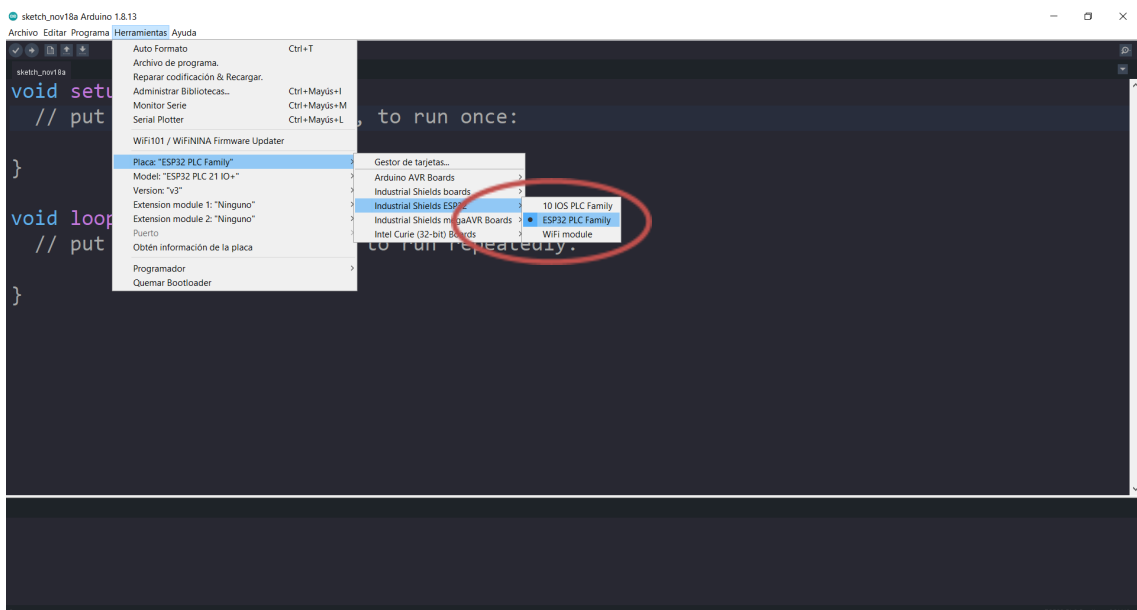 sketch_nov18a Arduino 1.8.13
Archivo Editar Programa Herramientas Ayuda
sketch_nov18a
Auto Formato Ctrl+T
Archivo de programa.
Reparar codificación & Recargar.
Administrar Bibliotecas... Ctrl+Mayús+I
Monitor Serie Ctrl+Mayús+M
Serial Plotter Ctrl+Mayús+L
WiFi101 / WiFiNINA Firmware Updater
Placa: "ESP32 PLC Family"
Model: "ESP32 PLC 21 IO+"
Version: "v3"
Extension module 1: "Ninguno"
Extension module 2: "Ninguno"
Puerto
Obtén información de la placa
Programador
Quemar Bootloader
Gestor de tarjetas...
Arduino AVR Boards
Industrial Shields boards
Industrial Shields ESP32
Industrial Shields megaAVR Boards
Intel Curie (32-bit) Boards
10 IOS PLC Family
ESP32 PLC Family
WiFi module
void setu
// put , to run once:
}
void loop
// put to run repeatedly:
}